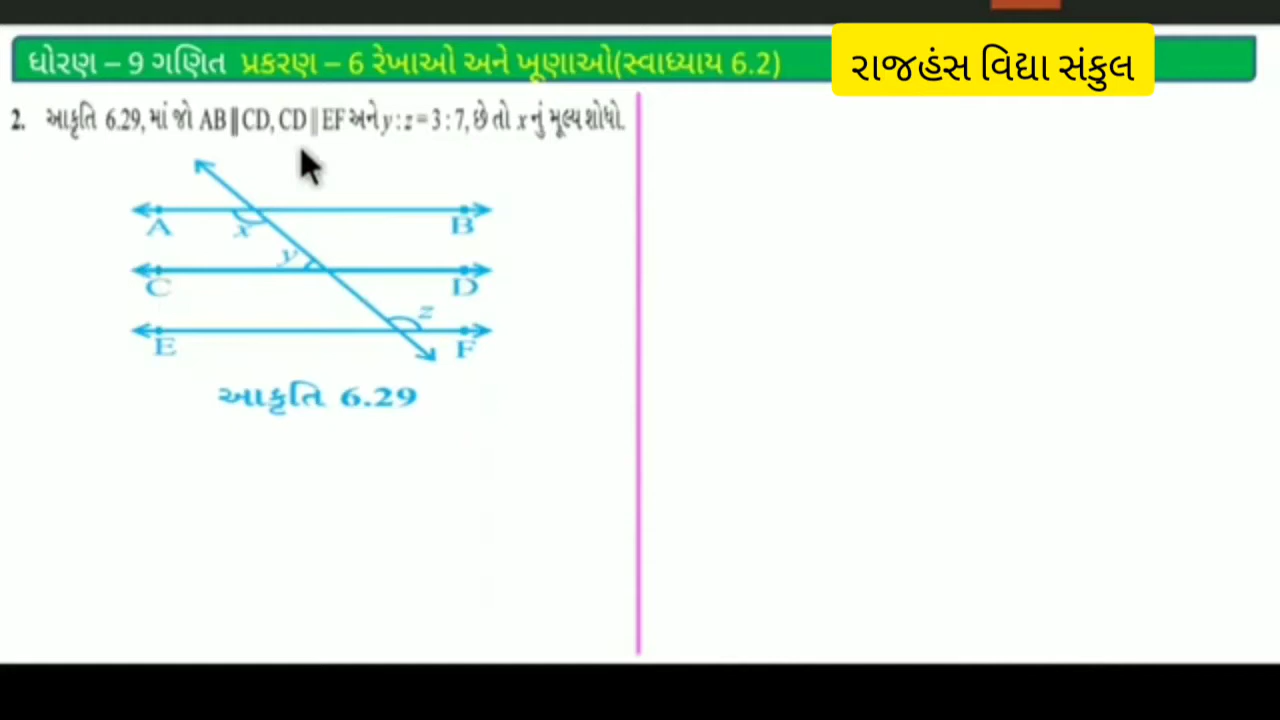 ધોરણ – 9 ગણિત પ્રકરણ – 6 રેખાઓ અને ખૂણાઓ(સ્વાધ્યાય 6.2)
રાજહંસ વિદ્યા સંકુલ
2. આકૃતિ 6.29, માં જો AB || CD, CD || EF અને y : z = 3 : 7, છે તો x નું મૂલ્ય શોધો.
A
x
B
y
C
D
z
E
F
આકૃતિ 6.29